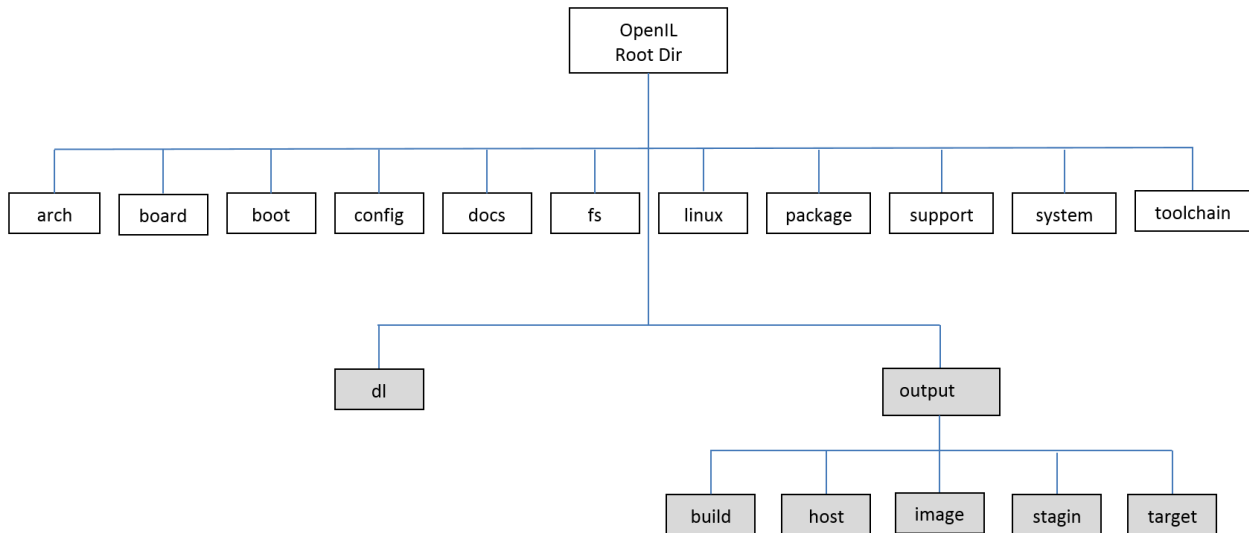 OpenIL
Root Dir
arch
board
boot
config
docs
fs
linux
package
support
system
toolchain
dl
output
build
host
image
stagin
target